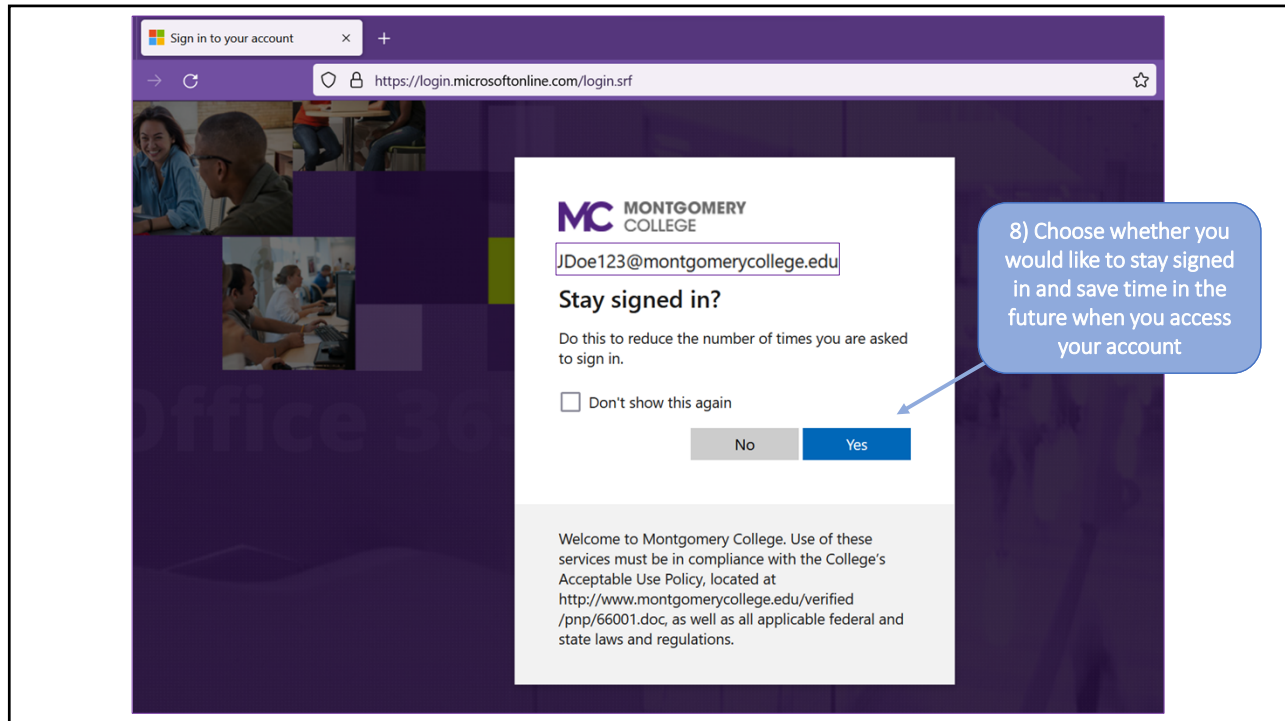 Sign in to your account
https://login.microsoftonline.com/login.srf
MC MONTGOMERY
COLLEGE
JDoe123@montgomerycollege.edu
Stay signed in?
Do this to reduce the number of times you are asked
to sign in.
Don't show this again
No
Yes
Welcome to Montgomery College. Use of these
services must be in compliance with the College's
Acceptable Use Policy, located at
http://www.montgomerycollege.edu/verified
/pnp/66001.doc, as well as all applicable federal and
state laws and regulations.
8) Choose whether you
would like to stay signed
in and save time in the
future when you access
your account
Office 36